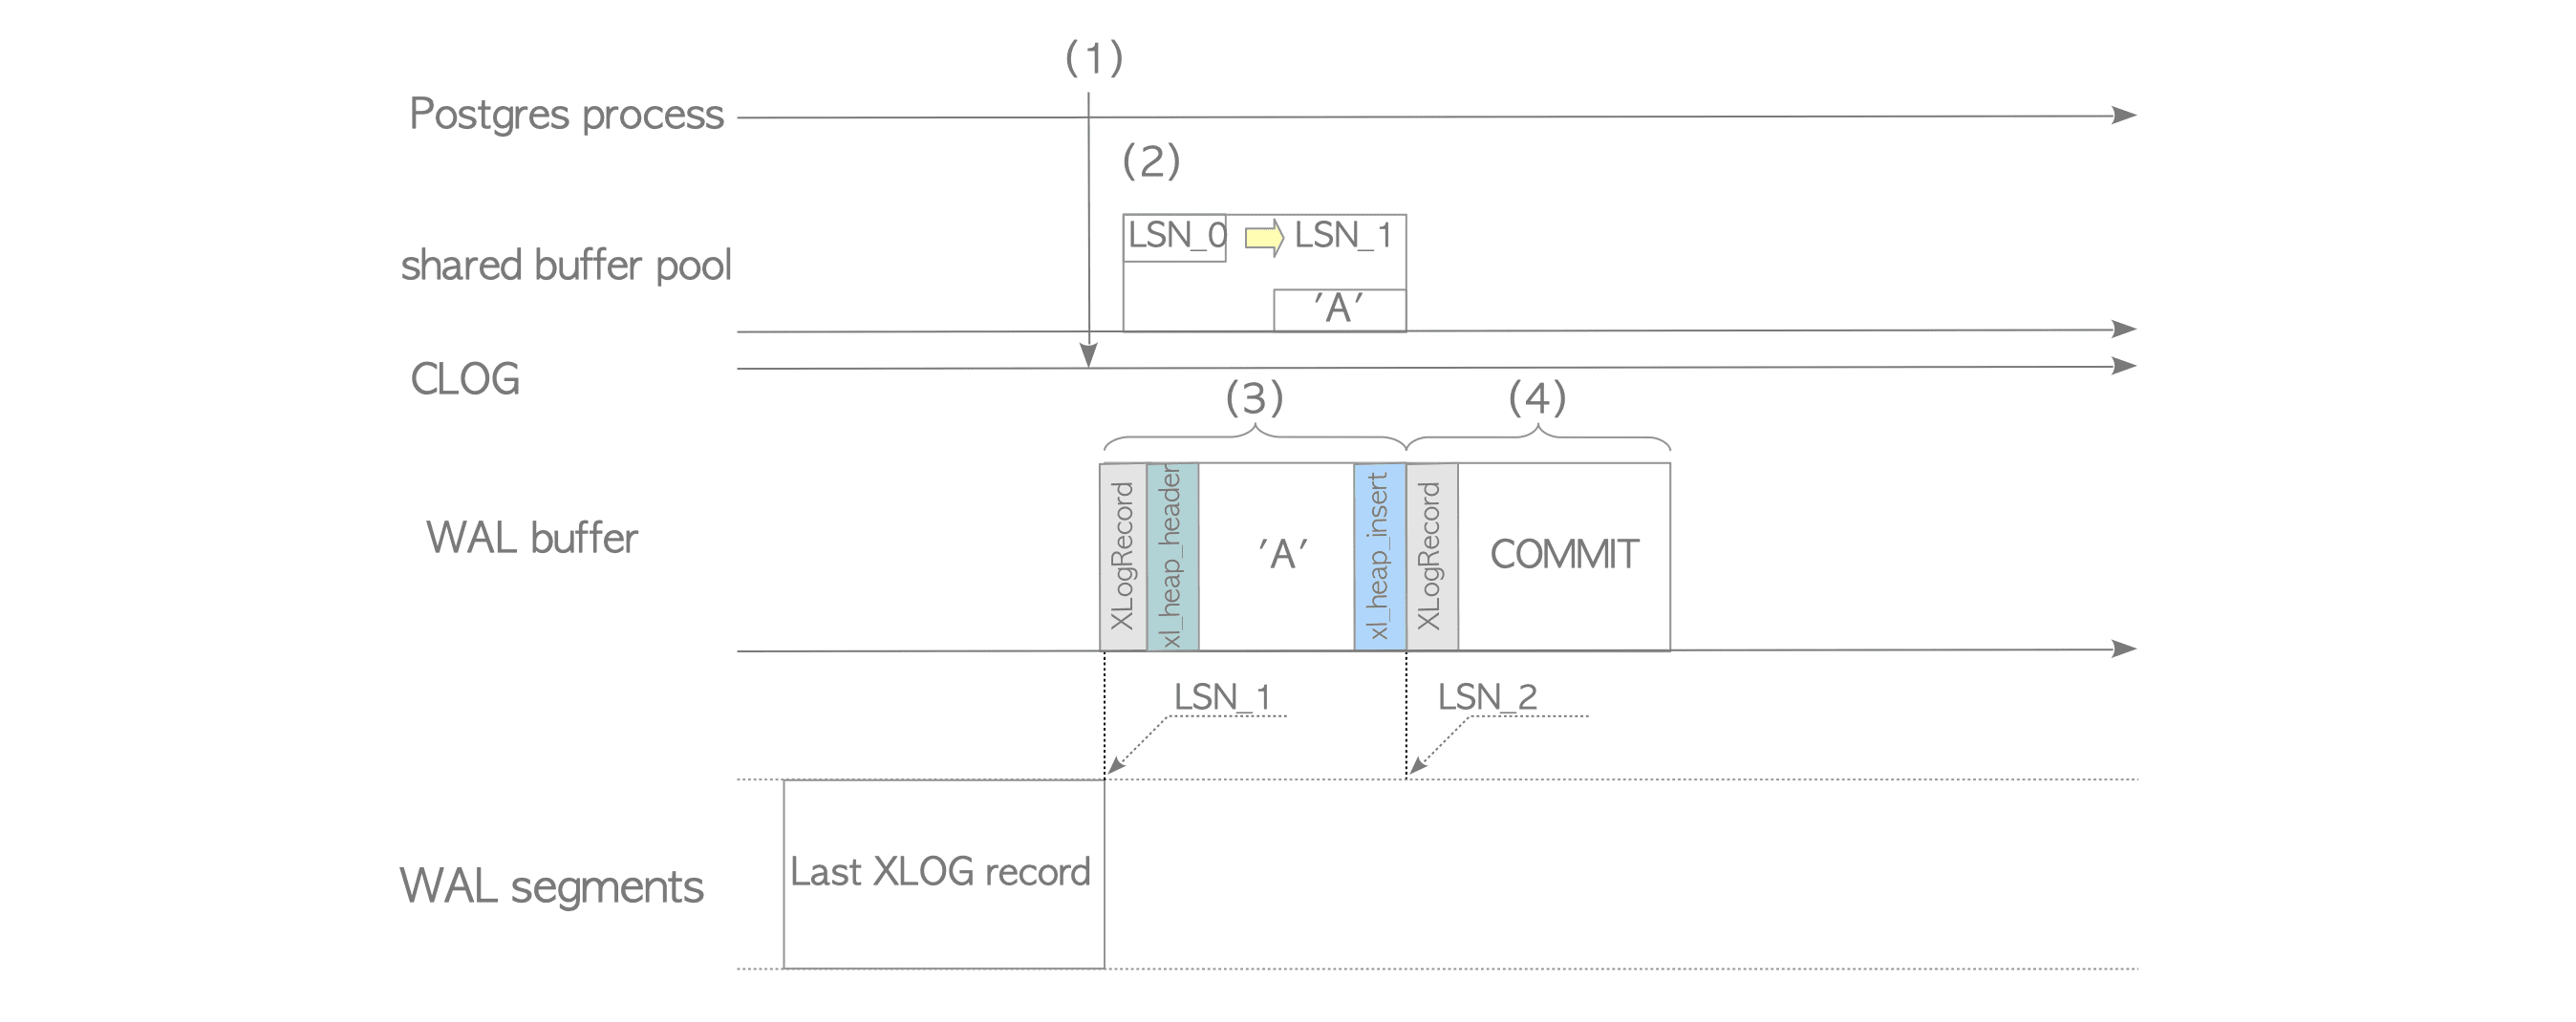 (1)
Postgres process
(2)
LSN_0
LSN_1
shared buffer pool
'A'
CLOG
(3)
(4)
XLogRecord
xl_heap_header
'A'
xl_heap_insert
XLogRecord
COMMIT
WAL buffer
LSN_1
LSN_2
Last XLOG record
WAL segments